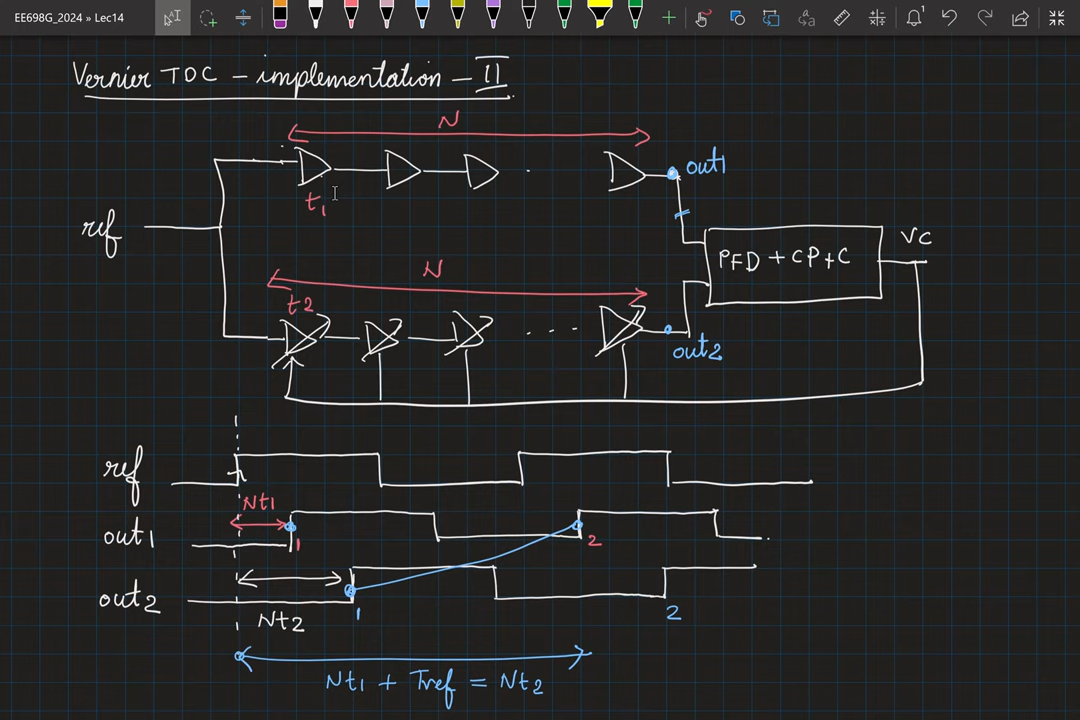 EE698G_2024 » Lec14
Vernier TDC - implementation - II
N
out1
t1
ref
VC
PFD + CP + C
N
t2
out2
ref
Nt1
out1
1
2
out2
1
2
Nt2
Nt1 + Tref = Nt2